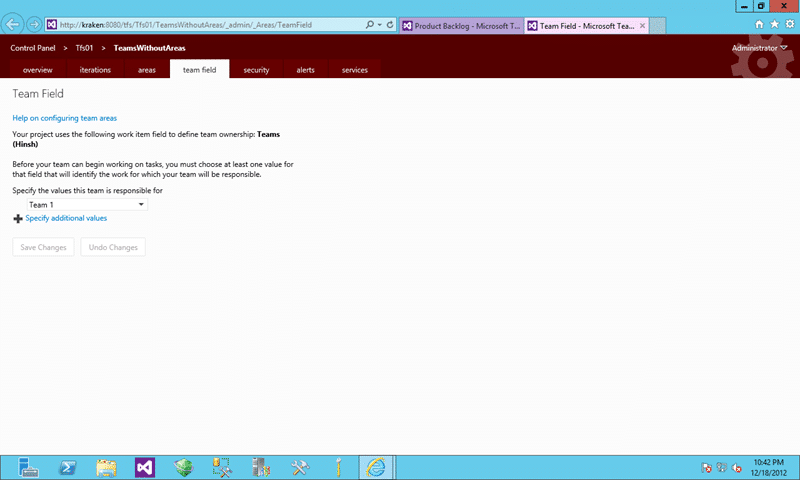 http://kraken:8080/tfs/Tfs01/TeamsWithoutAreas/_admin/_Areas/TeamField
Product Backlog - Microsoft T...
Team Field - Microsoft Tea...
Control Panel > Tfs01 > TeamsWithoutAreas
Administrator
overview iterations areas team field security alerts services
Team Field
Help on configuring team areas
Your project uses the following work item field to define team ownership: Teams
(Hinsh)
Before your team can begin working on tasks, you must choose at least one value for
that field that will identify the work for which your team will be responsible.
Specify the values this team is responsible for
Team 1
Specify additional values
Save Changes Undo Changes
10:42 PM
12/18/2012